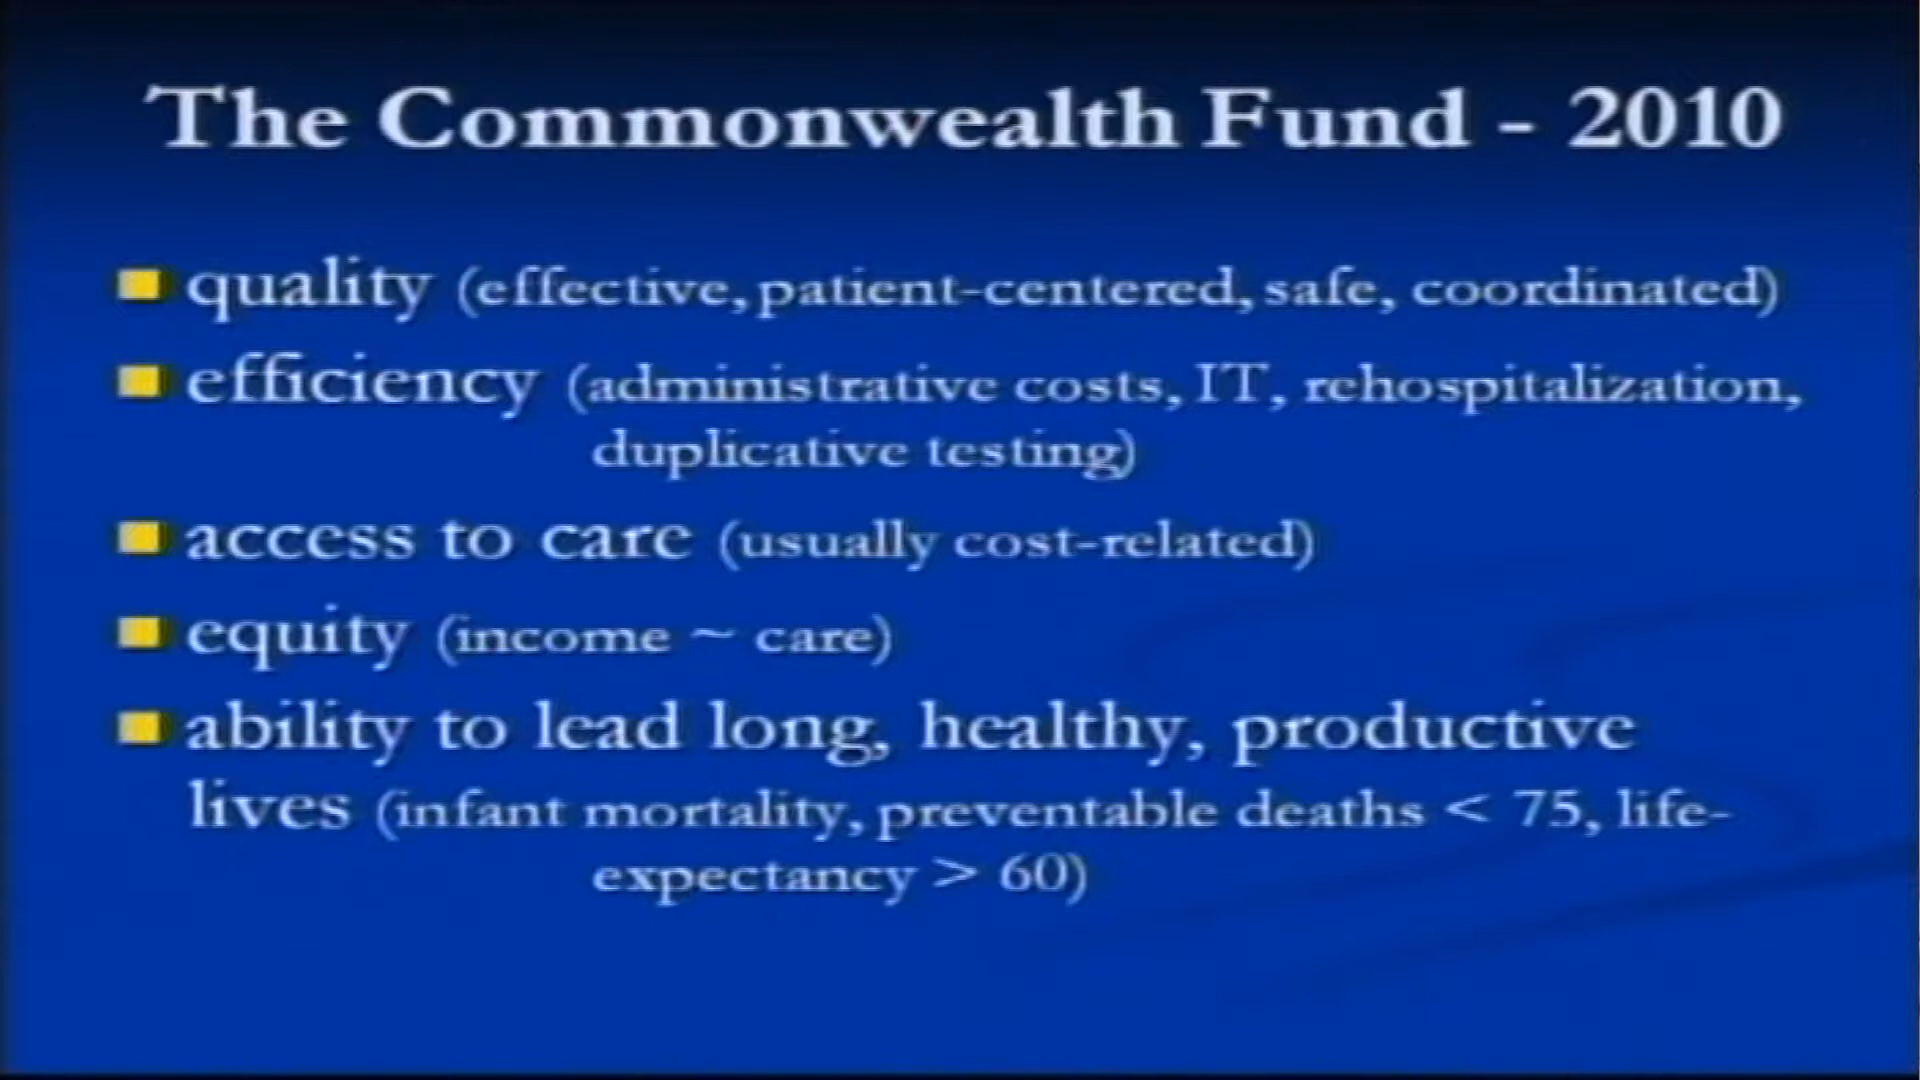 The Commonwealth Fund - 2010
quality (effective, patient-centered, safe, coordinated)
efficiency (administrative costs, IT, rehospitalization,
duplicative testing)
access to care (usually cost-related)
equity (income ~ care)
ability to lead long, healthy, productive
lives (infant mortality, preventable deaths < 75, life-
expectancy > 60)